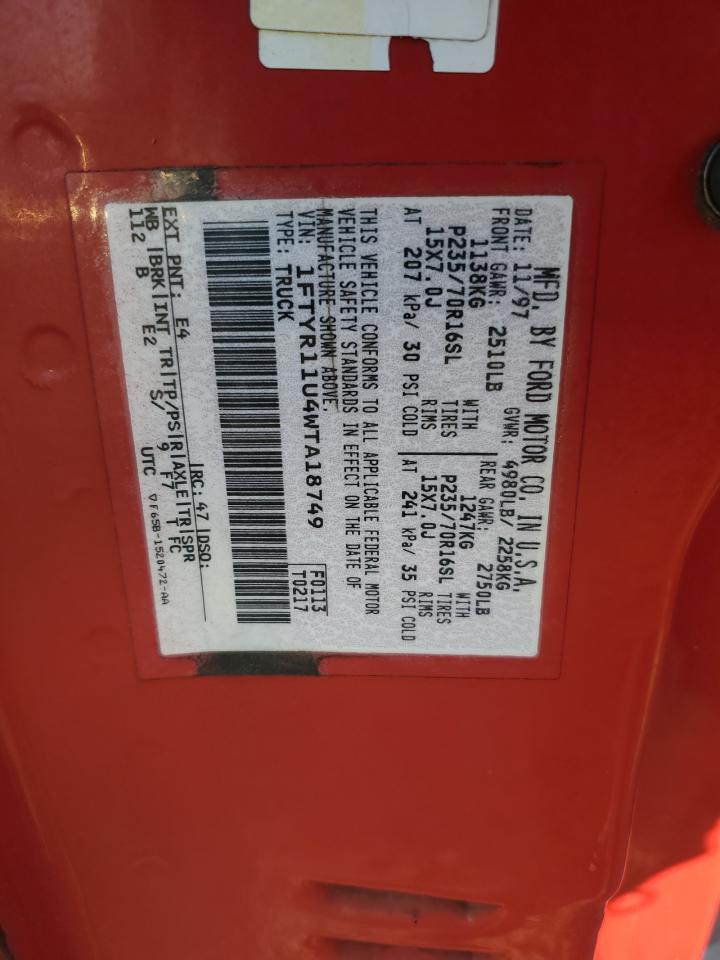 MFD. BY FORD MOTOR CO. IN U.S.A.
DATE: 11/97 GVWR: 4980LB/ 2258KG
FRONT GAWR: 2510LB REAR GAWR: 2750LB
1138KG WITH 1247KG WITH
P235/70R16SL TIRES P235/70R16SL TIRES
15X7.0J RIMS 15X7.0J RIMS
AT 207 kPa/ 30 PSI COLD AT 241 kPa/ 35 PSI COLD
THIS VEHICLE CONFORMS TO ALL APPLICABLE FEDERAL MOTOR
VEHICLE SAFETY STANDARDS IN EFFECT ON THE DATE OF
MANUFACTURE SHOWN ABOVE.
VIN: 1FTYR11U4WTA18749 F0113
TYPE: TRUCK T0217
EXT PNT: E4 RC: 47 DSO:
WB BRK INT TR TP/PS R AXLE TR SPR
112 B E2 S/ 9 F7 T FC
UTC ▽F65B-1520472-AA